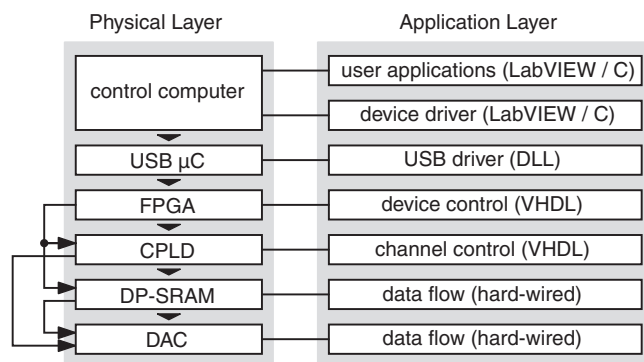 Physical Layer
Application Layer
control computer
user applications (LabVIEW / C)
device driver (LabVIEW / C)
USB µC
USB driver (DLL)
FPGA
device control (VHDL)
CPLD
channel control (VHDL)
DP-SRAM
data flow (hard-wired)
DAC
data flow (hard-wired)